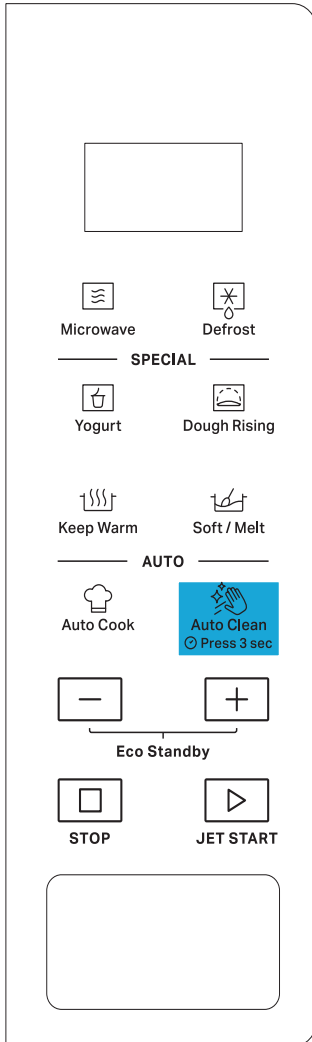 Microwave Defrost
SPECIAL
Yogurt Dough Rising
Keep Warm Soft / Melt
AUTO
Auto Cook Auto Clean
Press 3 sec
Eco Standby
STOP JET START